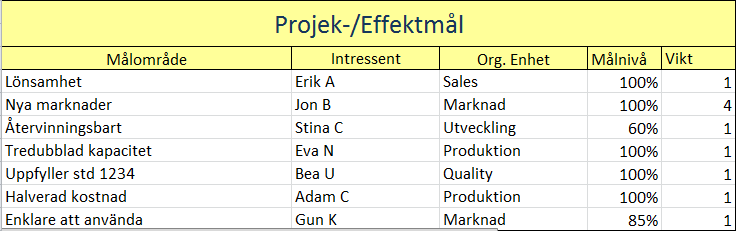 Projek-/Effektmål
Målområde Intressent Org. Enhet Målnivå Vikt
Lönsamhet Erik A Sales 100% 1
Nya marknader Jon B Marknad 100% 4
Återvinningsbart Stina C Utveckling 60% 1
Tredubblad kapacitet Eva N Produktion 100% 1
Uppfyller std 1234 Bea U Quality 100% 1
Halverad kostnad Adam C Produktion 100% 1
Enklare att använda Gun K Marknad 85% 1